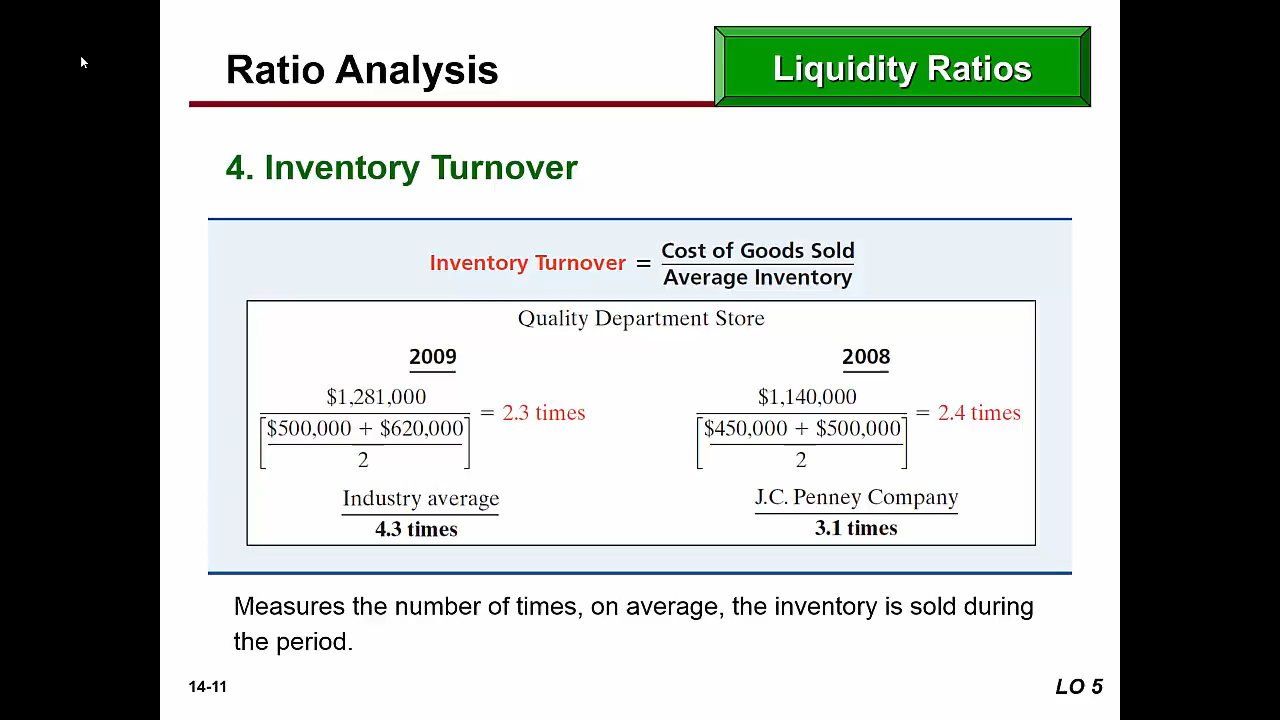 Ratio Analysis
Liquidity Ratios
4. Inventory Turnover
Inventory Turnover = Cost of Goods Sold
Average Inventory
Quality Department Store
2009
2008
$1,281,000
[$500,000 + $620,000]
2
= 2.3 times
$1,140,000
[$450,000 + $500,000]
2
= 2.4 times
Industry average
4.3 times
J.C. Penney Company
3.1 times
Measures the number of times, on average, the inventory is sold during
the period.
14-11
LO 5